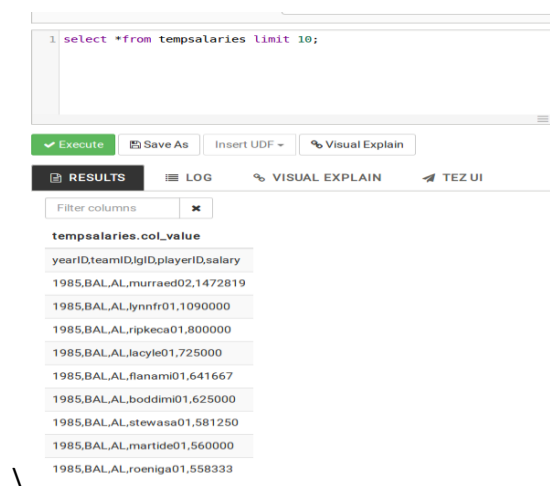 1 select *from tempsalaries limit 10;
Execute Save As Insert UDF Visual Explain
RESULTS LOG VISUAL EXPLAIN TEZ UI
Filter columns
tempsalaries.col_value
yearID,teamID,lgID,playerID,salary
1985,BAL,AL,murraed02,1472819
1985,BAL,AL,lynnfr01,1090000
1985,BAL,AL,ripkeca01,800000
1985,BAL,AL,lacyle01,725000
1985,BAL,AL,flanami01,641667
1985,BAL,AL,boddimi01,625000
1985,BAL,AL,stewasa01,581250
1985,BAL,AL,martide01,560000
1985,BAL,AL,roeniga01,558333
\